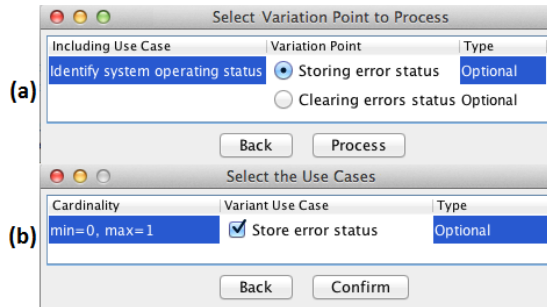 Select Variation Point to Process
Including Use Case Variation Point Type
(a)
Identify system operating status Storing error status Optional
Clearing errors status Optional
Back Process
Select the Use Cases
Cardinality Variant Use Case Type
(b)
min=0, max=1 Store error status Optional
Back Confirm